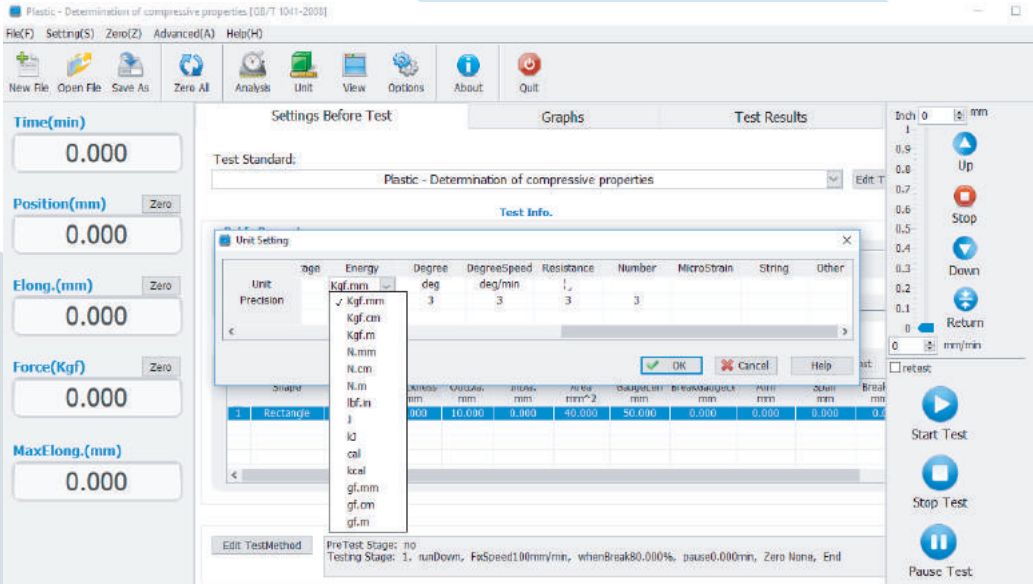 Plastic - Determination of compressive properties [GB/T 1041-2008]
File(F) Setting(S) Zero(Z) Advanced(A) Help(H)
New File Open File Save As Zero All Analysis Unit View Options About Quit
Time(min)
0.000
Position(mm) Zero
0.000
Elong.(mm) Zero
0.000
Force(Kgf) Zero
0.000
MaxElong.(mm)
0.000
Settings Before Test Graphs Test Results
Test Standard:
Plastic - Determination of compressive properties Edit T
Test Info.
Unit Setting
Energy Degree DegreeSpeed Resistance Number MicroStrain String Other
Unit Kgf.mm deg deg/min
Precision 3 3 3 3
Kgf.mm
Kgf.cm
Kgf.m
N.mm
N.cm
N.m
lbf.in
J
kJ
cal
kcal
gf.mm
gf.cm
gf.m
OK Cancel Help
Shape Area Span Break
mm mm mm mm^2 mm mm mm mm mm
1 Rectangle .000 10.000 0.000 40.000 50.000 0.000 0.000 0.000 0.0
Edit TestMethod
PreTest Stage: no
Testing Stage: 1, runDown, FixSpeed100mm/min, whenBreak80.000%, pause0.000min, Zero None, End
Inch 0 mm
1
0.9
0.8
0.7
0.6
0.5
0.4
0.3
0.2
0.1
0
Up
Stop
Down
Return
0 mm/min
retest
Start Test
Stop Test
Pause Test